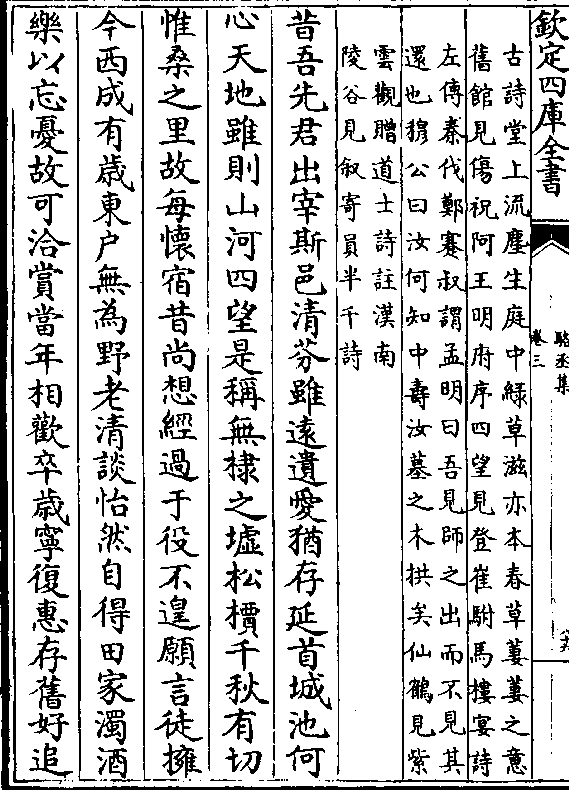 欽定四庫全書
駱丞集
卷三
古詩堂上流塵生庭中緑草滋亦本春草萋萋之意
舊館見傷祝阿王明府序四望見登崔駙馬樓宴詩
左傳秦伐鄭蹇叔謂孟明曰吾見師之出而不見其
還也穆公曰汝何知中壽汝墓之木拱矣仙鶴見紫
雲觀贈道士詩註漢南
陵谷見叙寄員半千詩
昔吾先君出宰斯邑清芬雖遠遺愛猶存延首城池何
心天地雖則山河四望是稱無棣之墟松檟千秋有切
惟桑之里故每懷宿昔尚想經過于役不遑願言徒擁
今西成有嵗東户無為野老清談怡然自得田家濁酒
樂以忘憂故可洽賞當年相歡卒嵗寧復惠存舊好追